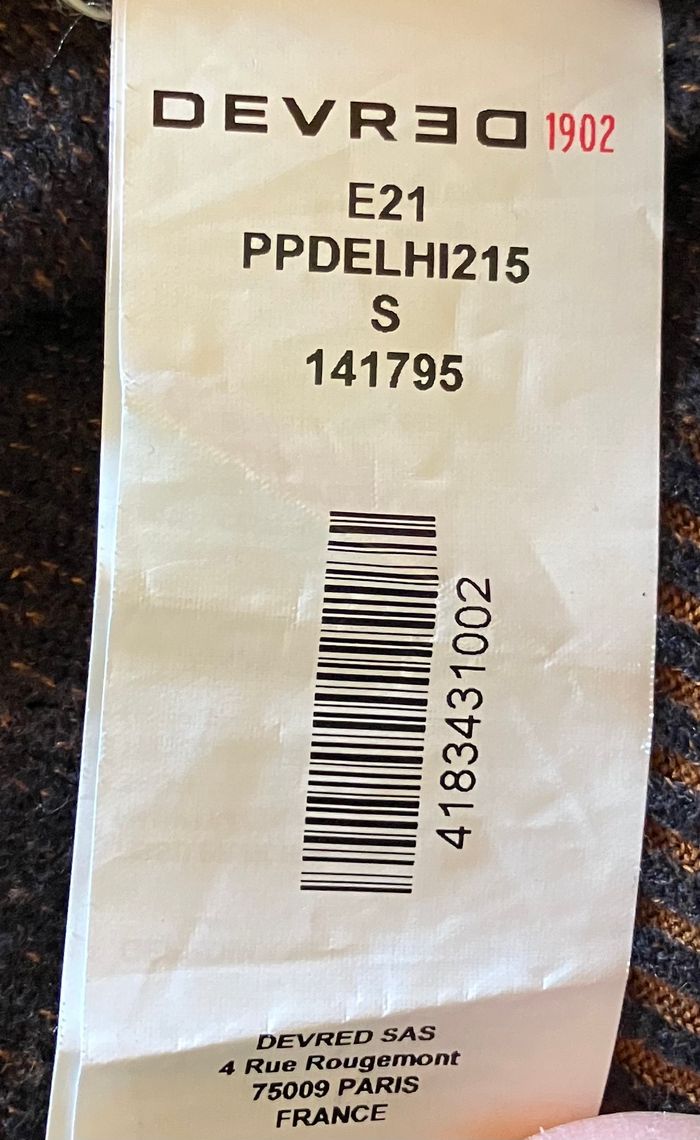 DEVRED 1902
E21
PPDELHI215
S
141795
4183431002
DEVRED SAS
4 Rue Rougemont
75009 PARIS
FRANCE